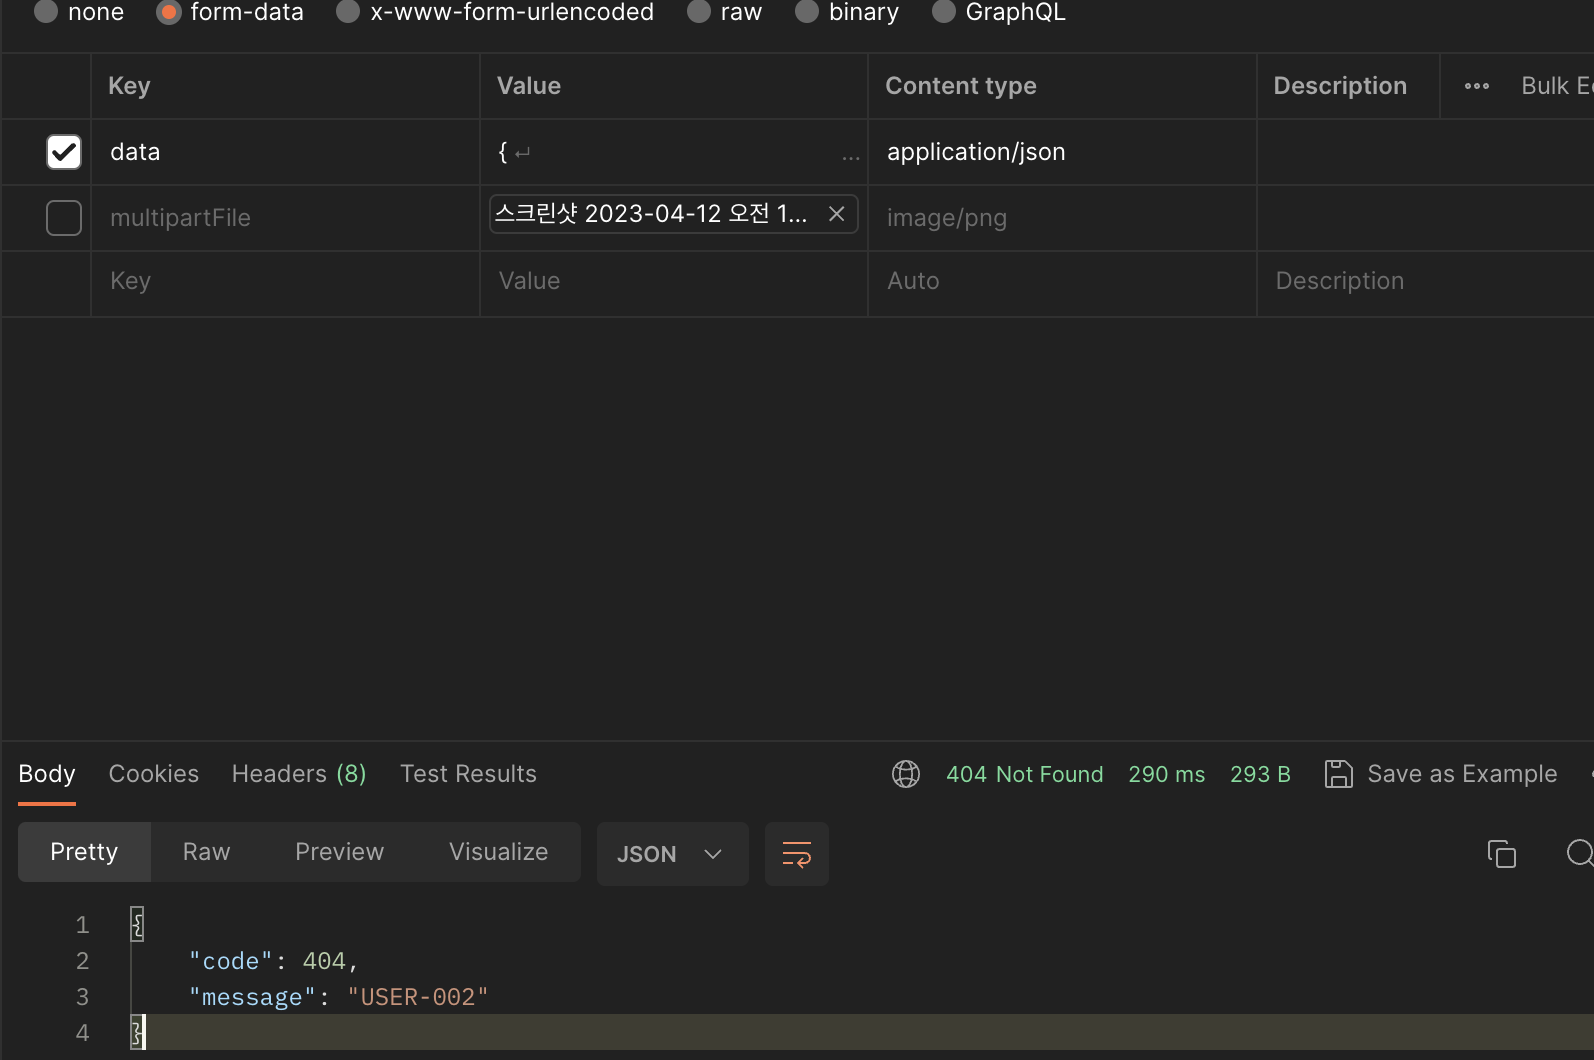 none form-data x-www-form-urlencoded raw binary GraphQL
Key Value Content type Description Bulk
data { ↵ ... application/json
multipartFile 스크린샷 2023-04-12 오전 1... image/png
Key Value Auto Description
Body Cookies Headers (8) Test Results 404 Not Found 290 ms 293 B Save as Example
Pretty Raw Preview Visualize JSON
1 {
2 "code": 404,
3 "message": "USER-002"
4 }